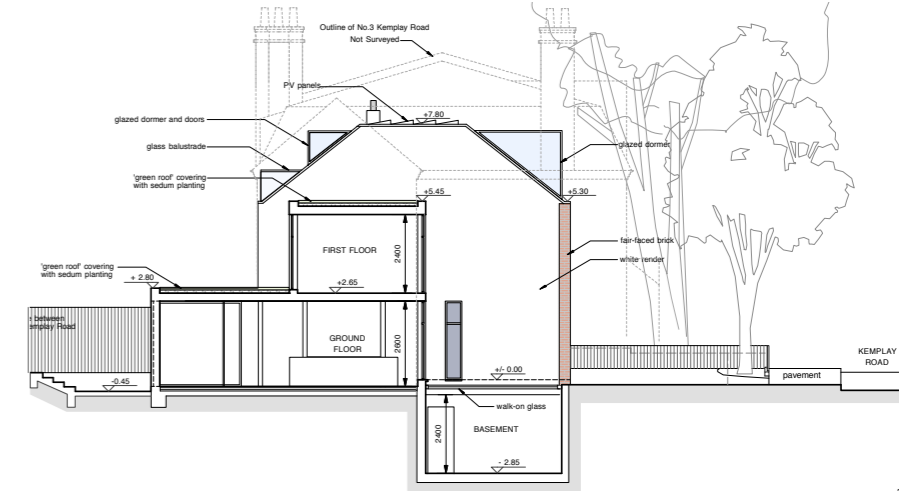 Outline of No.3 Kemplay Road
Not Surveyed
PV panels
+7.80
glazed dormer and doors
glazed dormer
glass balustrade
'green roof' covering
with sedum planting
+5.45
+5.30
fair-faced brick
FIRST FLOOR
2400
white render
'green roof' covering
with sedum planting
+ 2.80
+2.65
between
emplay Road
GROUND
FLOOR
2600
KEMPLAY
ROAD
+/- 0.00
pavement
-0.45
walk-on glass
BASEMENT
2400
- 2.85